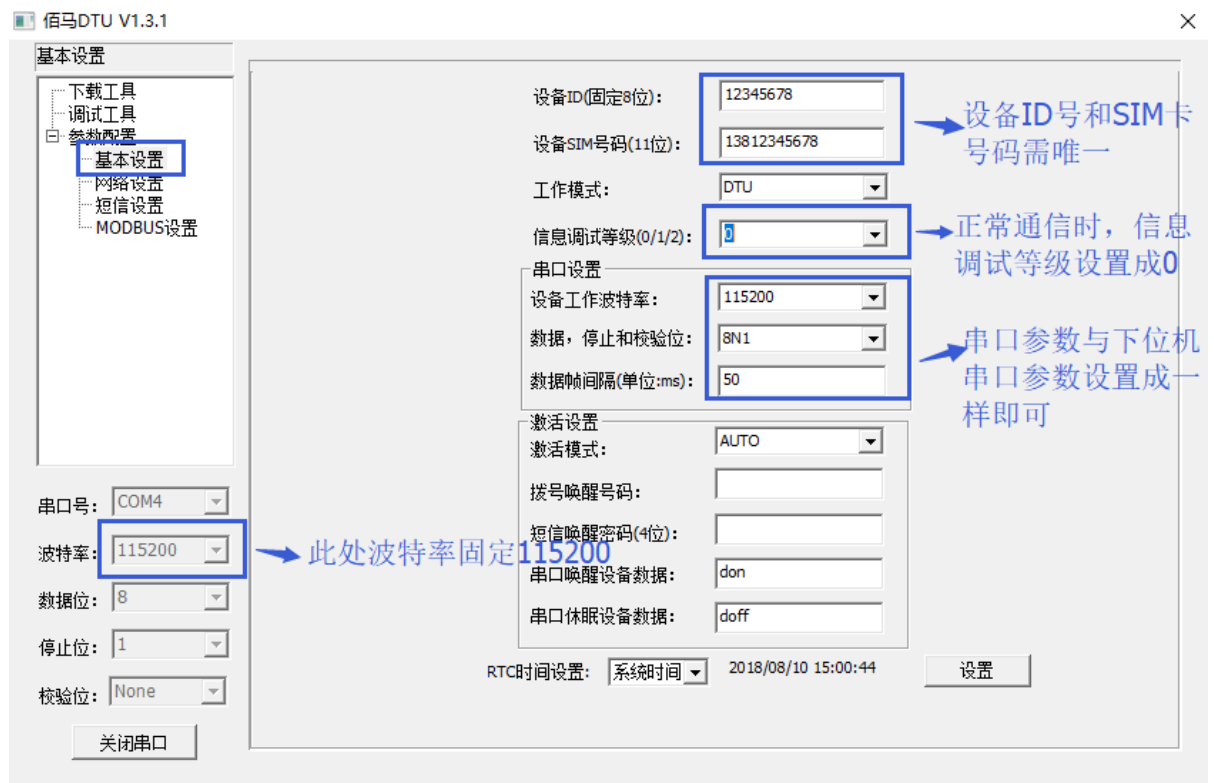 佰马DTU V1.3.1
基本设置
下载工具
调试工具
参数配置
基本设置
网络设置
短信设置
MODBUS设置
串口号: COM4
波特率: 115200
数据位: 8
停止位: 1
校验位: None
关闭串口
此处波特率固定115200
设备ID(固定8位): 12345678
设备SIM号码(11位): 13812345678
设备ID号和SIM卡
号码需唯一
工作模式: DTU
信息调试等级(0/1/2): 0
正常通信时，信息
调试等级设置成0
串口设置
设备工作波特率: 115200
数据，停止和校验位: 8N1
数据帧间隔(单位:ms): 50
串口参数与下位机
串口参数设置成一
样即可
激活设置
激活模式: AUTO
拨号唤醒号码:
短信唤醒密码(4位):
串口唤醒设备数据: don
串口休眠设备数据: doff
RTC时间设置: 系统时间 2018/08/10 15:00:44 设置